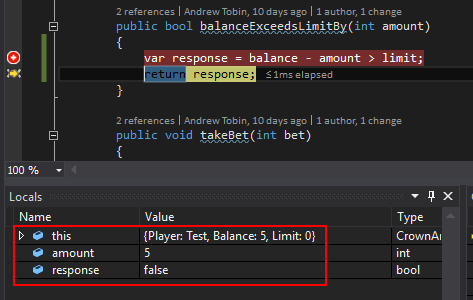 2 references | Andrew Tobin, 10 days ago | 1 author, 1 change
public bool balanceExceedsLimitBy(int amount)
{
var response = balance - amount > limit;
return response; ≤1ms elapsed
}
2 references | Andrew Tobin, 10 days ago | 1 author, 1 change
public void takeBet(int bet)
{
100 %
Locals
Name Value Type
this {Player: Test, Balance: 5, Limit: 0} CrownAr
amount 5 int
response false bool